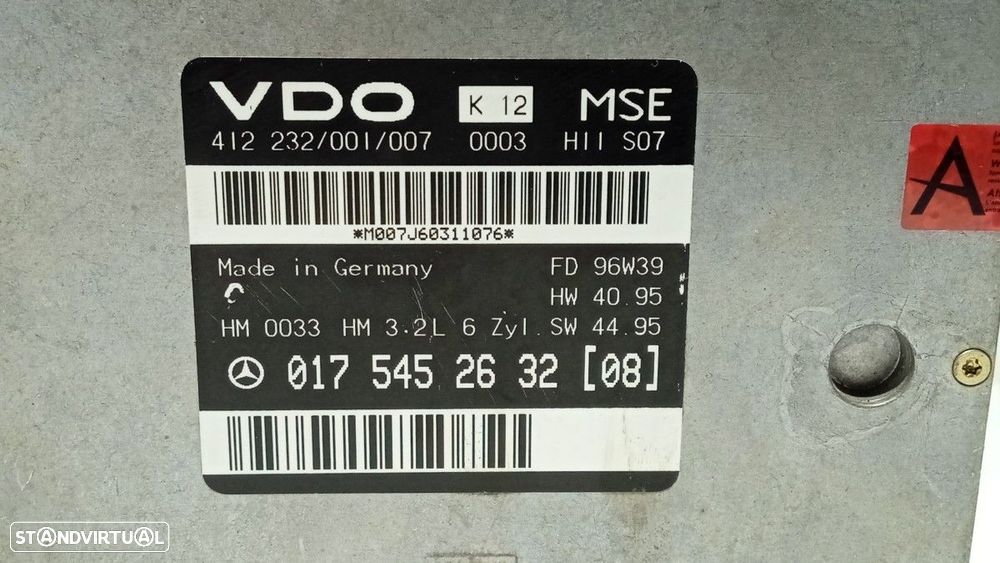 VDO K 12 MSE
412 232/001/007 0003 H11 S07
*M007J60311076*
Made in Germany FD 96W39
HW 40.95
HM 0033 HM 3.2L 6 Zyl. SW 44.95
017 545 26 32 [08]
A
STANDVIRTUAL